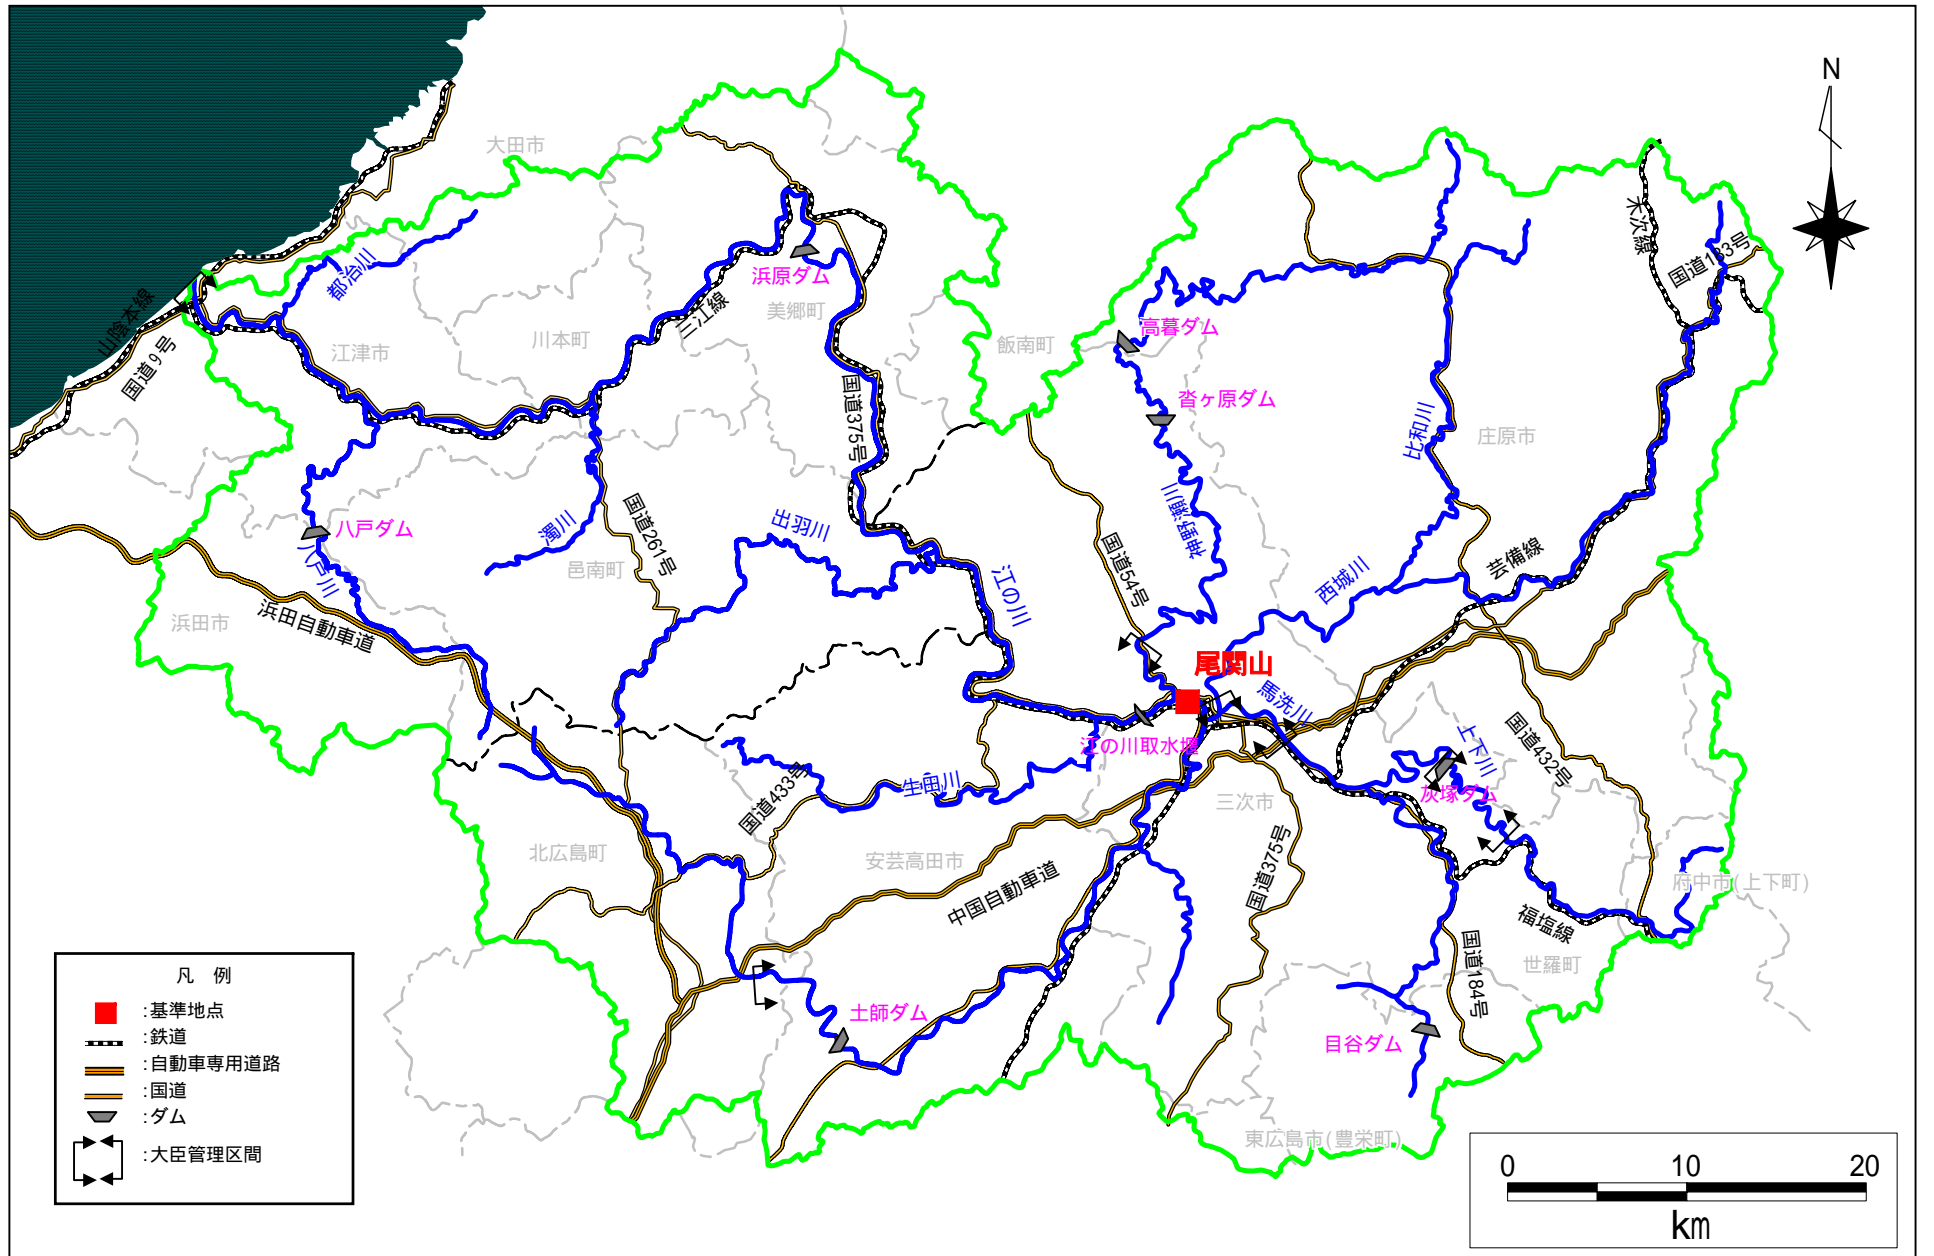 N
大田市
木次線
国道183号
都治川
浜原ダム
山陰本線
国道9号
三江線
美郷町
川本町
江津市
飯南町
高暮ダム
沓ヶ原ダム
国道375号
比和川
庄原市
八戸ダム
八戸川
濁川
国道261号
出羽川
邑南町
神野瀬川
国道54号
江の川
西城川
芸備線
浜田市
浜田自動車道
尾関山
馬洗川
上下川
国道432号
江の川取水堰
灰塚ダム
国道433号
生田川
三次市
北広島町
安芸高田市
中国自動車道
国道375号
府中市(上下町)
福塩線
国道184号
世羅町
土師ダム
目谷ダム
東広島市(豊栄町)
凡 例
:基準地点
:鉄道
:自動車専用道路
:国道
:ダム
:大臣管理区間
0 10 20
km